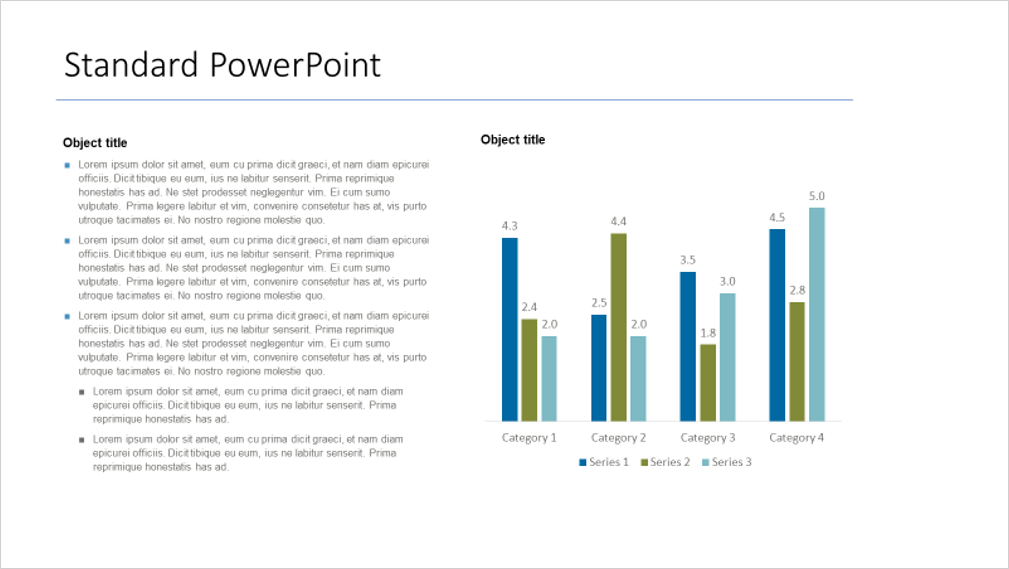 Standard PowerPoint
Object title
Lorem ipsum dolor sit amet, eum cu prima dicit graeci, et nam diam epicurei
officiis. Dicit tibique eu eum, ius ne labitur senserit. Prima reprimique
honestatis has ad. Ne stet prodesset neglegentur vim. Ei cum sumo
vulputate. Prima legere labitur et vim, convenire consetetur has at, vis purto
utroque tacimates ei. No nostro regione molestie quo.
Lorem ipsum dolor sit amet, eum cu prima dicit graeci, et nam diam epicurei
officiis. Dicit tibique eu eum, ius ne labitur senserit. Prima reprimique
honestatis has ad. Ne stet prodesset neglegentur vim. Ei cum sumo
vulputate. Prima legere labitur et vim, convenire consetetur has at, vis purto
utroque tacimates ei. No nostro regione molestie quo.
Lorem ipsum dolor sit amet, eum cu prima dicit graeci, et nam diam epicurei
officiis. Dicit tibique eu eum, ius ne labitur senserit. Prima reprimique
honestatis has ad. Ne stet prodesset neglegentur vim. Ei cum sumo
vulputate. Prima legere labitur et vim, convenire consetetur has at, vis purto
utroque tacimates ei. No nostro regione molestie quo.
Lorem ipsum dolor sit amet, eum cu prima dicit graeci, et nam diam
epicurei officiis. Dicit tibique eu eum, ius ne labitur senserit. Prima
reprimique honestatis has ad.
Lorem ipsum dolor sit amet, eum cu prima dicit graeci, et nam diam
epicurei officiis. Dicit tibique eu eum, ius ne labitur senserit. Prima
reprimique honestatis has ad.
Object title
4.3 2.4 2.0 2.5 4.4 2.0 3.5 1.8 3.0 4.5 2.8 5.0
Category 1 Category 2 Category 3 Category 4
Series 1 Series 2 Series 3